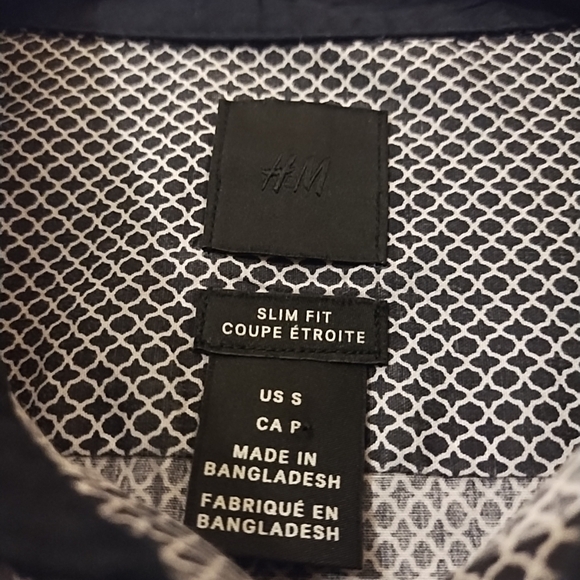 H&M
SLIM FIT
COUPE ÉTROITE
US S
CA P
MADE IN
BANGLADESH
FABRIQUÉ EN
BANGLADESH